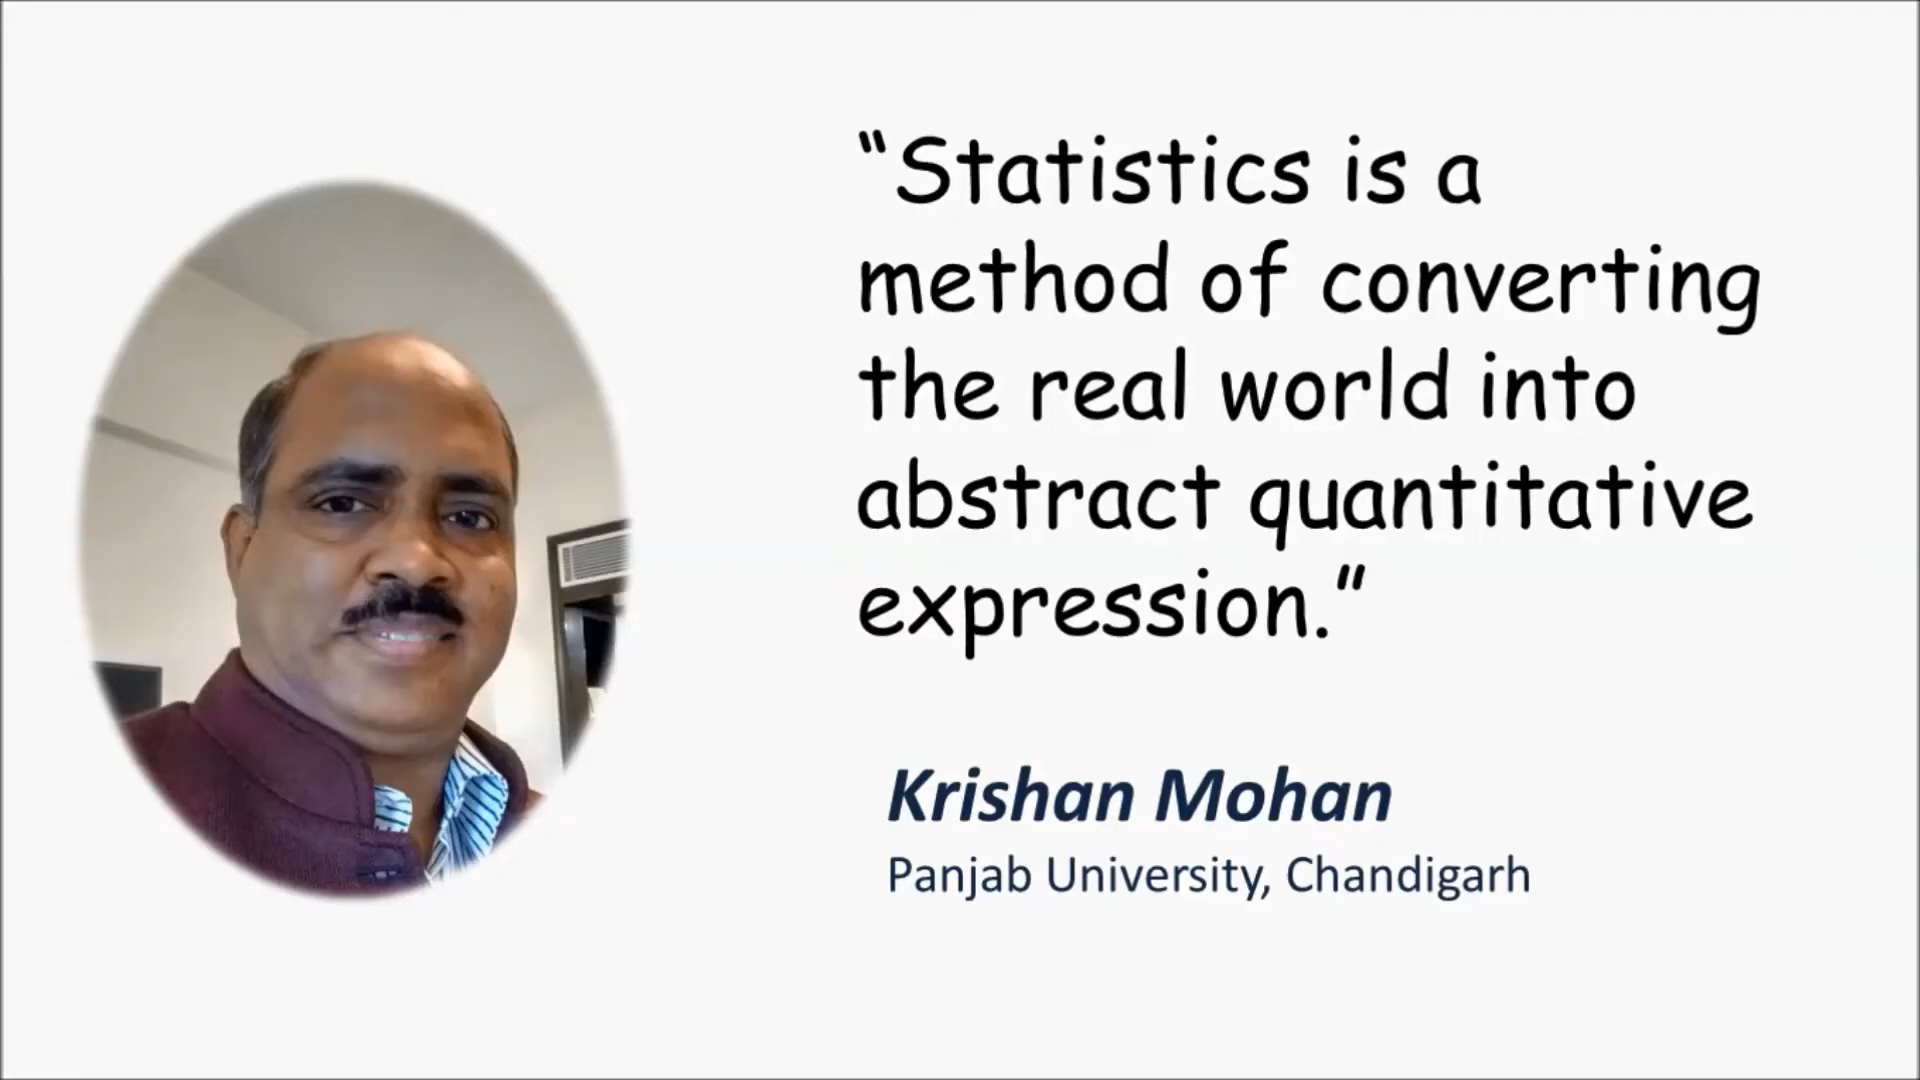 “Statistics is a
method of converting
the real world into
abstract quantitative
expression.”
Krishan Mohan
Panjab University, Chandigarh